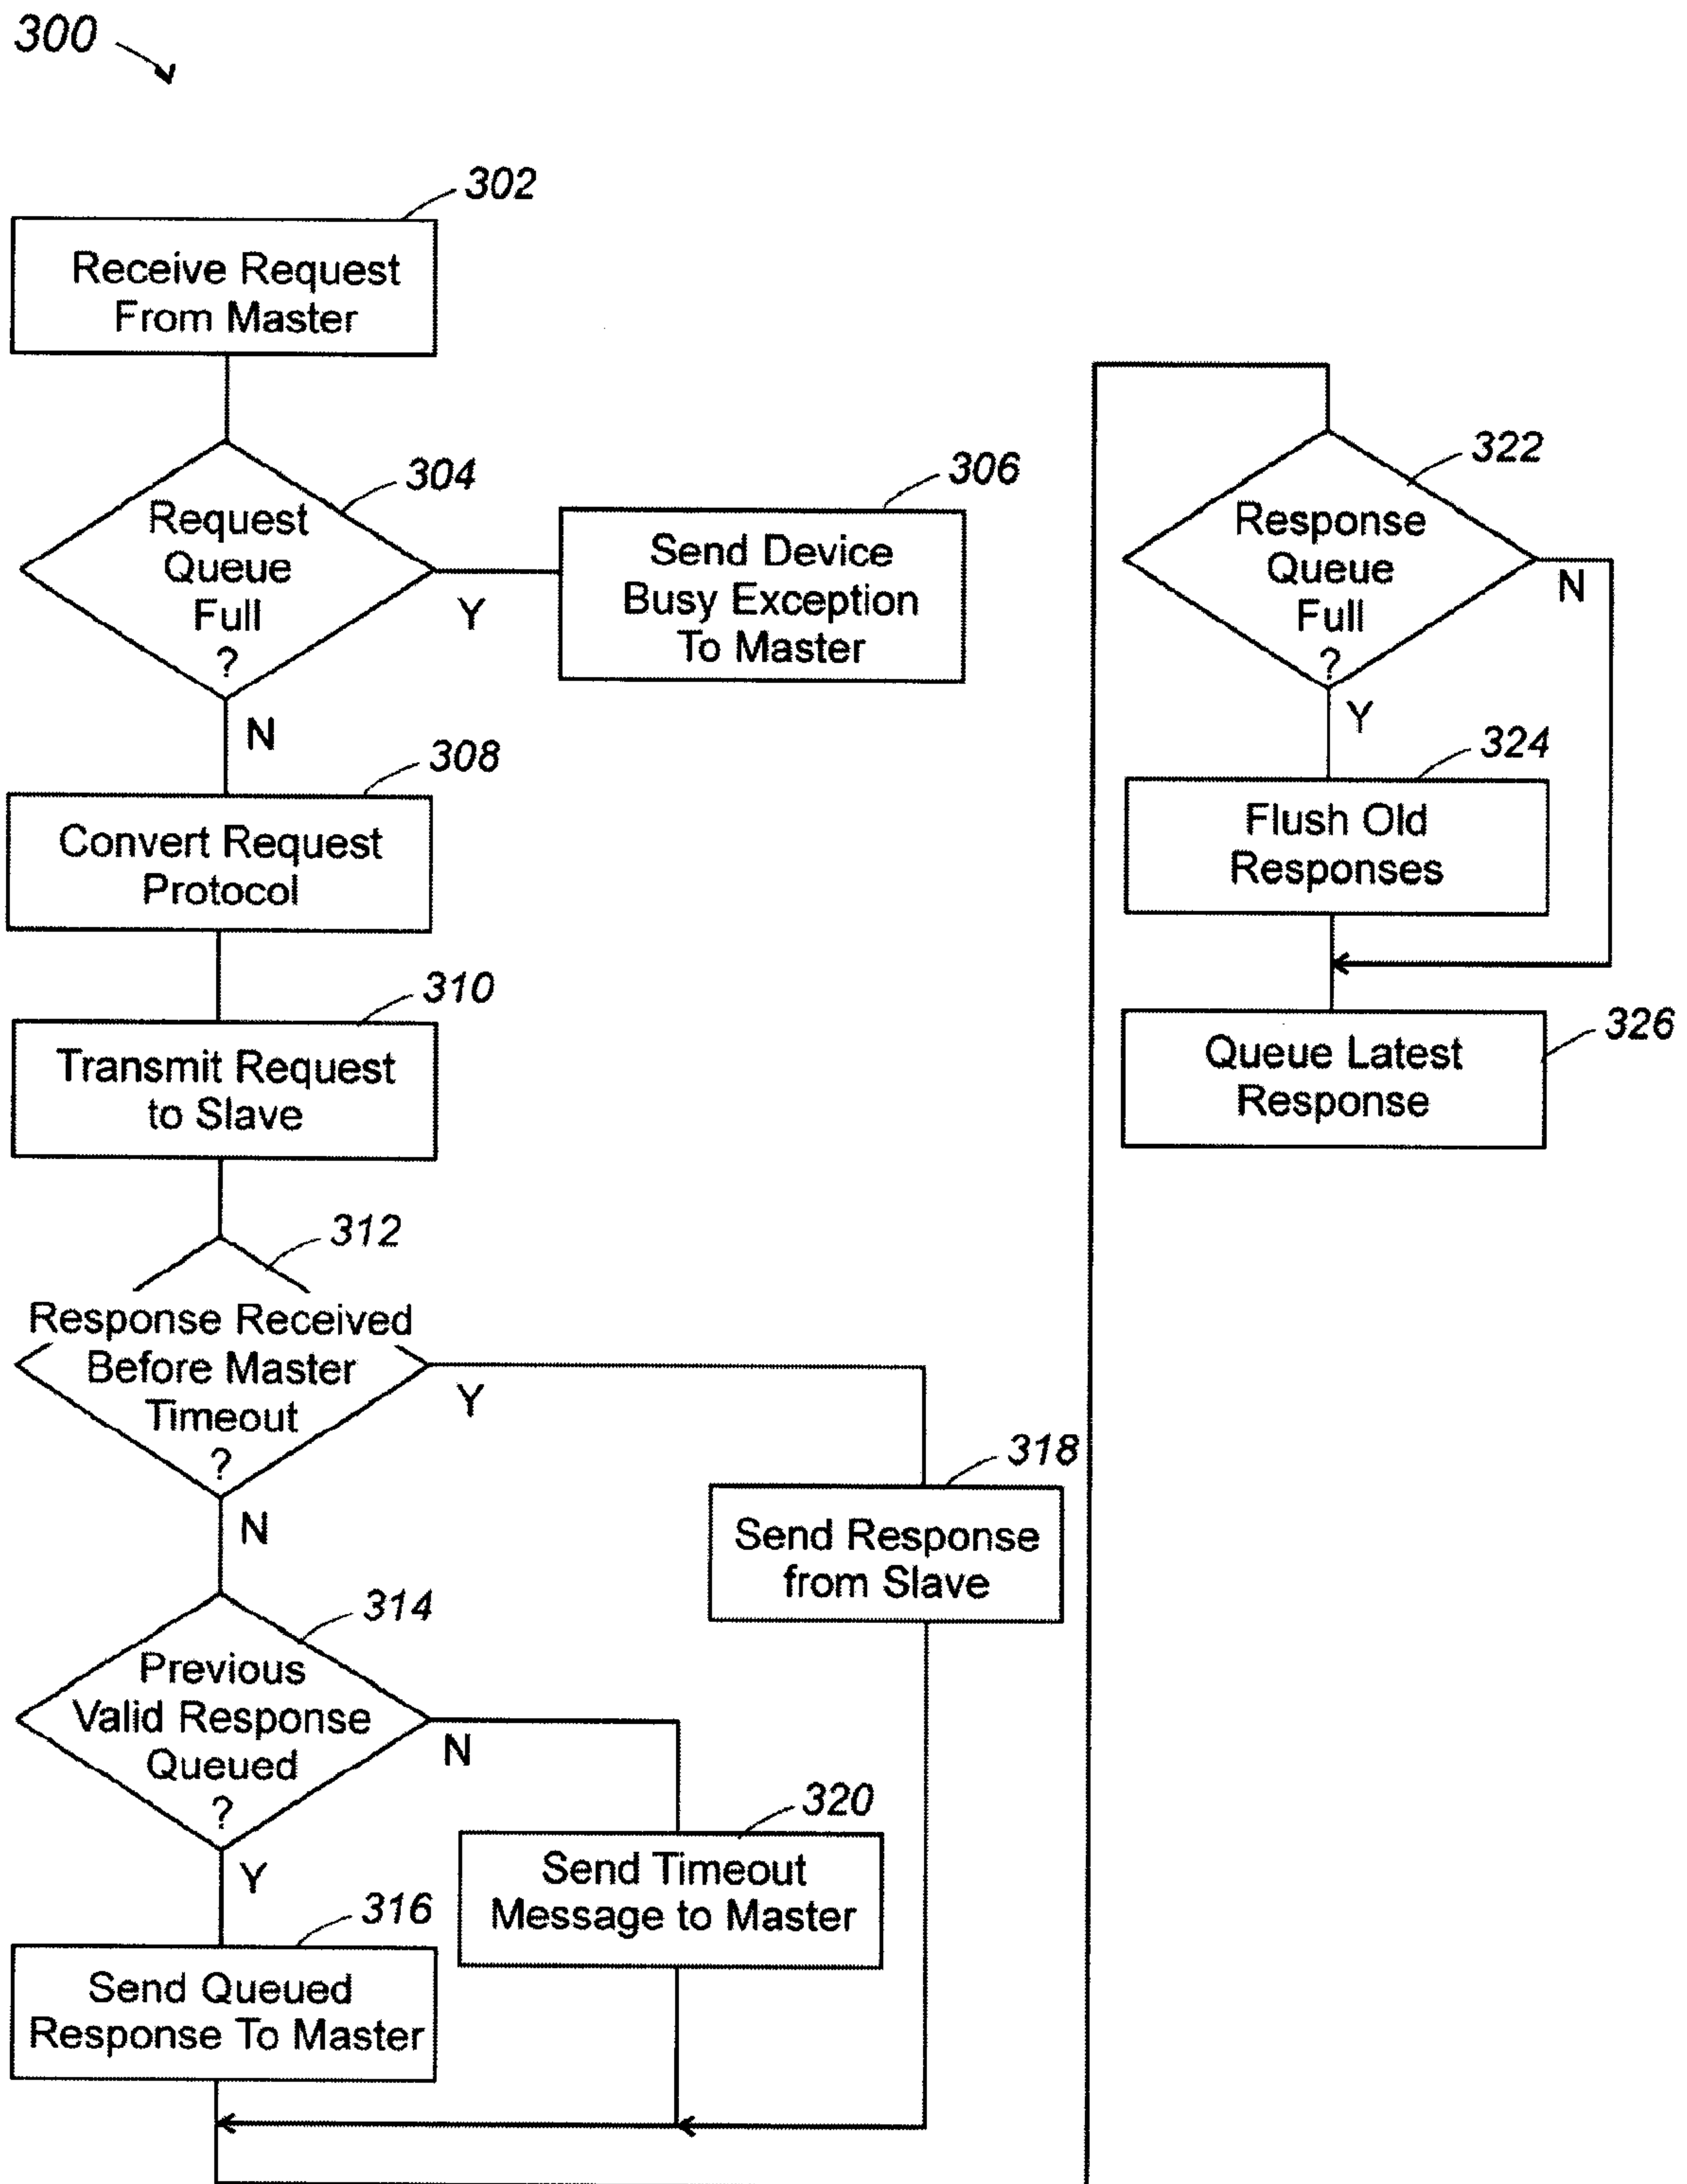 300
302
Receive Request
From Master
304
Request
Queue
Full
?
Y
N
306
Send Device
Busy Exception
To Master
308
Convert Request
Protocol
310
Transmit Request
to Slave
312
Response Received
Before Master
Timeout
?
Y
N
318
Send Response
from Slave
314
Previous
Valid Response
Queued
?
N
Y
320
Send Timeout
Message to Master
316
Send Queued
Response To Master
322
Response
Queue
Full
?
N
Y
324
Flush Old
Responses
326
Queue Latest
Response